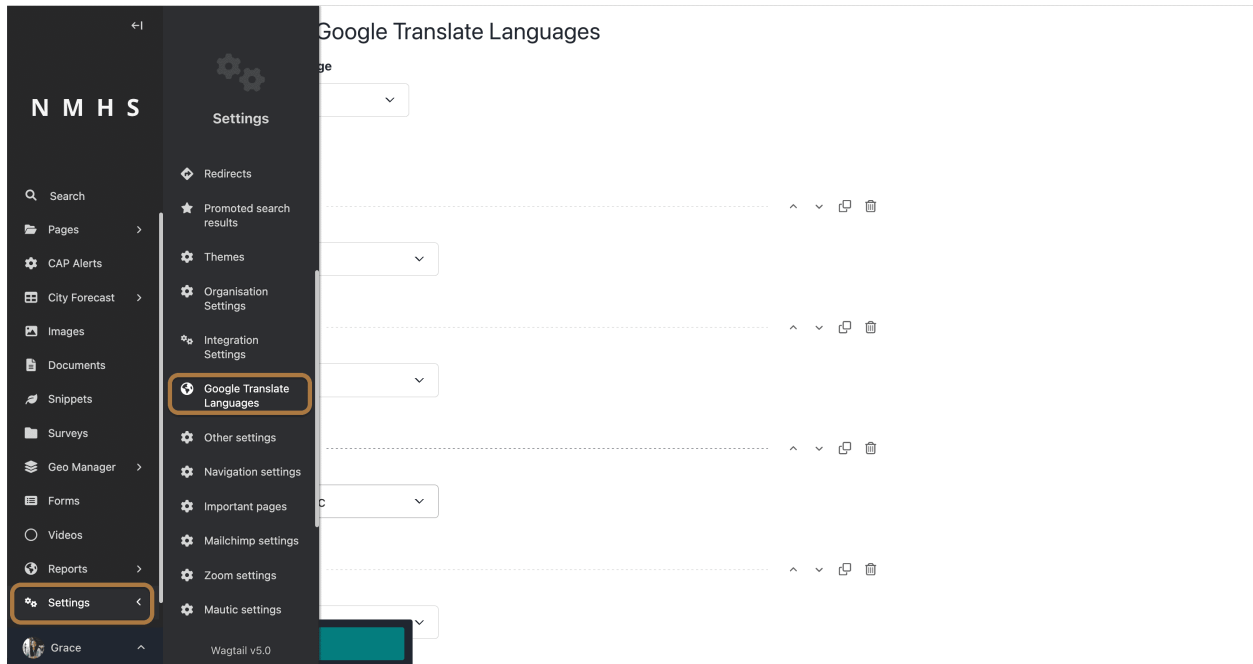 N M H S
Search
Pages
CAP Alerts
City Forecast
Images
Documents
Snippets
Surveys
Geo Manager
Forms
Videos
Reports
Settings
Grace
Settings
Redirects
Promoted search
results
Themes
Organisation
Settings
Integration
Settings
Google Translate
Languages
Other settings
Navigation settings
Important pages
Mailchimp settings
Zoom settings
Mautic settings
Wagtail v5.0
Google Translate Languages
ge
c